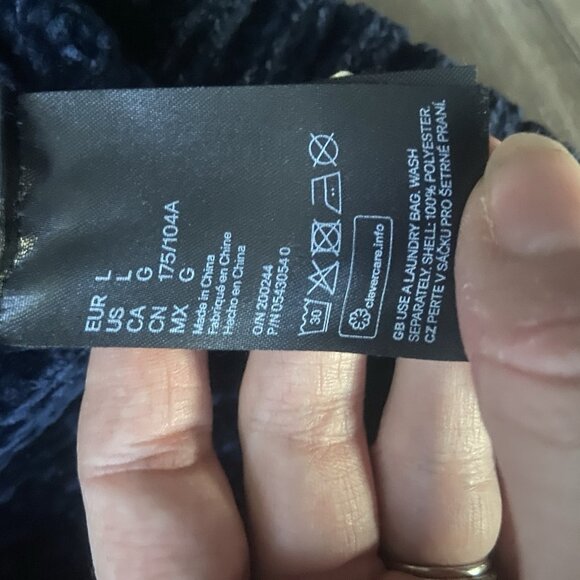 EUR L
US L
CA G
CN 175/104A
MX G
Made in China
Fabriqué en Chine
Hecho en China
O/N 200244
P/N 05430540
30
clevercare.info
GB USE A LAUNDRY BAG. WASH
SEPARATELY. SHELL: 100% POLYESTER.
CZ PERTE V SÁČKU PRO ŠETRNÉ PRANÍ.